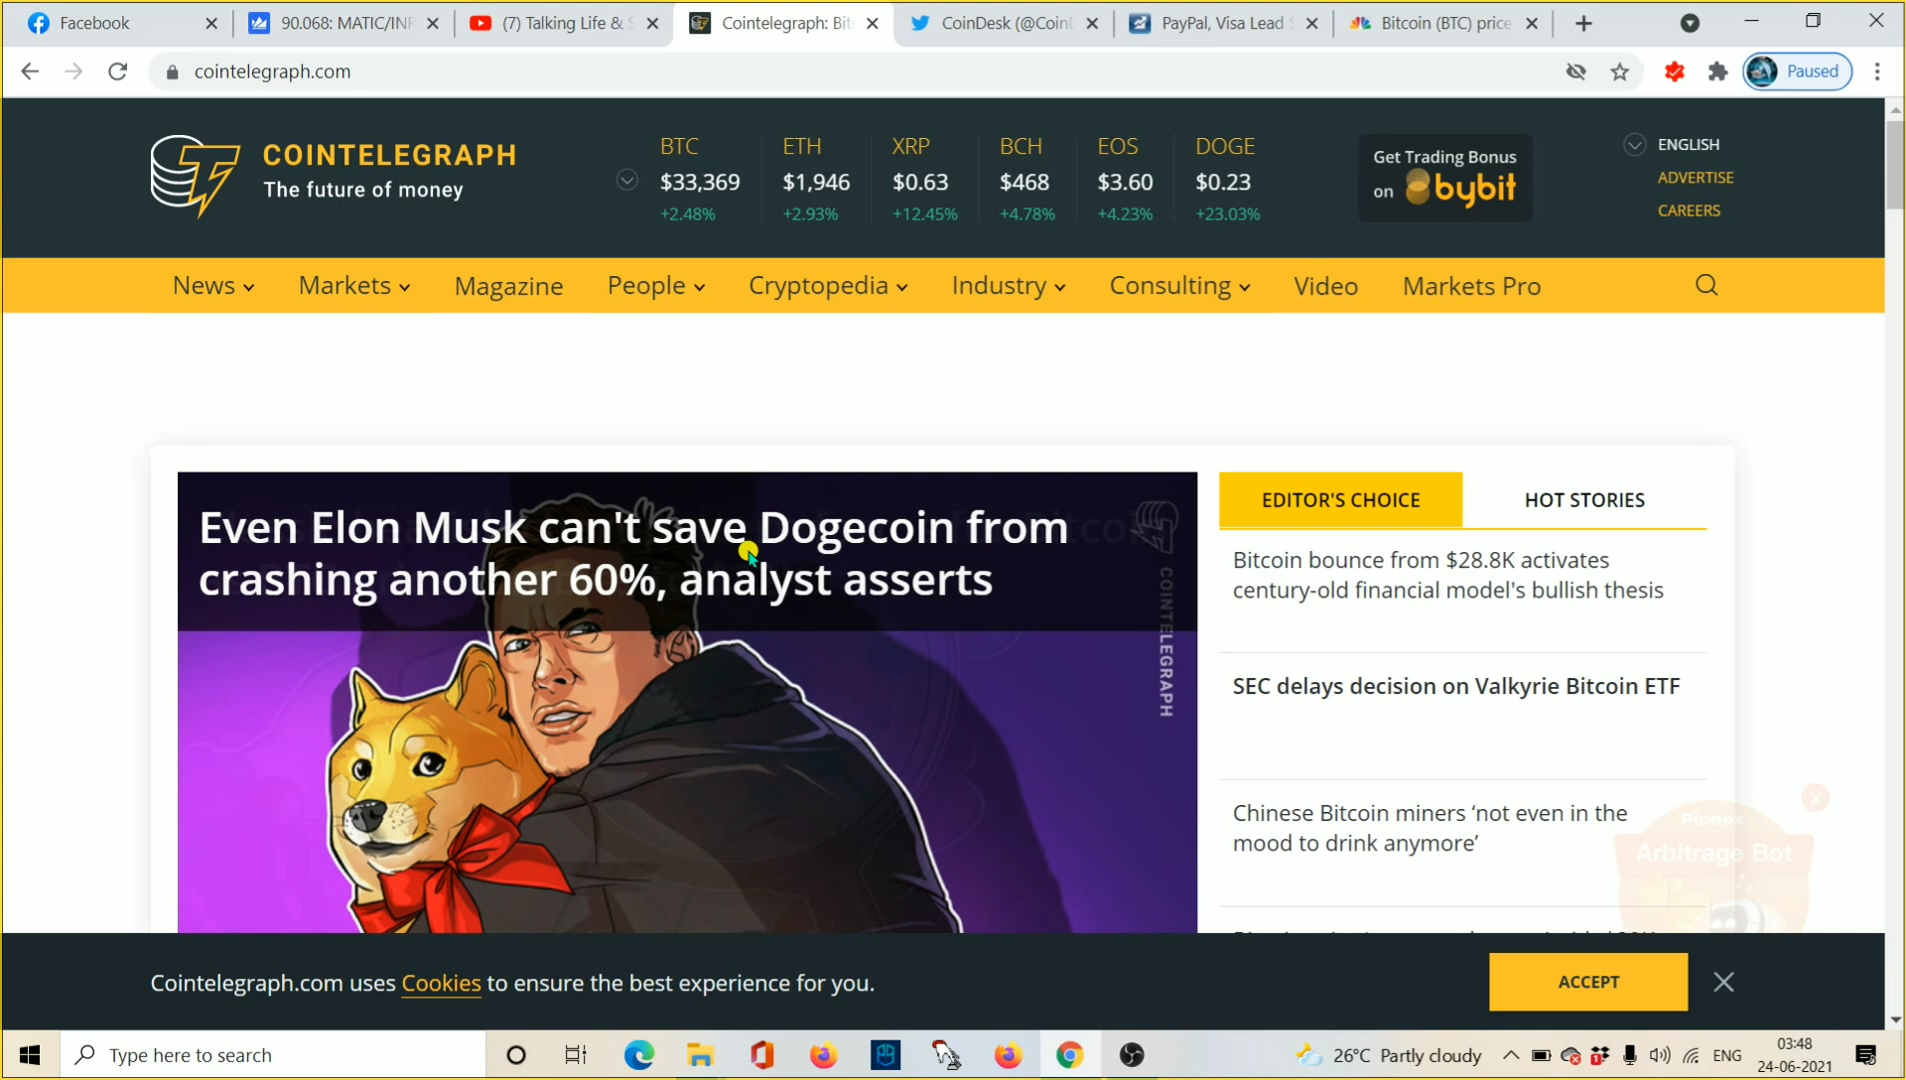 Facebook
90.068: MATIC/INR
(7) Talking Life & S
Cointelegraph: Bit
CoinDesk (@CoinD
PayPal, Visa Lead S
Bitcoin (BTC) price
cointelegraph.com
Paused
COINTELEGRAPH
The future of money
BTC
$33,369
+2.48%
ETH
$1,946
+2.93%
XRP
$0.63
+12.45%
BCH
$468
+4.78%
EOS
$3.60
+4.23%
DOGE
$0.23
+23.03%
Get Trading Bonus
on bybit
ENGLISH
ADVERTISE
CAREERS
News
Markets
Magazine
People
Cryptopedia
Industry
Consulting
Video
Markets Pro
Even Elon Musk can't save Dogecoin from
crashing another 60%, analyst asserts
COINTELEGRAPH
EDITOR'S CHOICE
HOT STORIES
Bitcoin bounce from $28.8K activates
century-old financial model's bullish thesis
SEC delays decision on Valkyrie Bitcoin ETF
Chinese Bitcoin miners ‘not even in the
mood to drink anymore’
Pionex
Arbitrage Bot
Cointelegraph.com uses Cookies to ensure the best experience for you.
ACCEPT
Type here to search
26°C Partly cloudy
ENG
03:48
24-06-2021